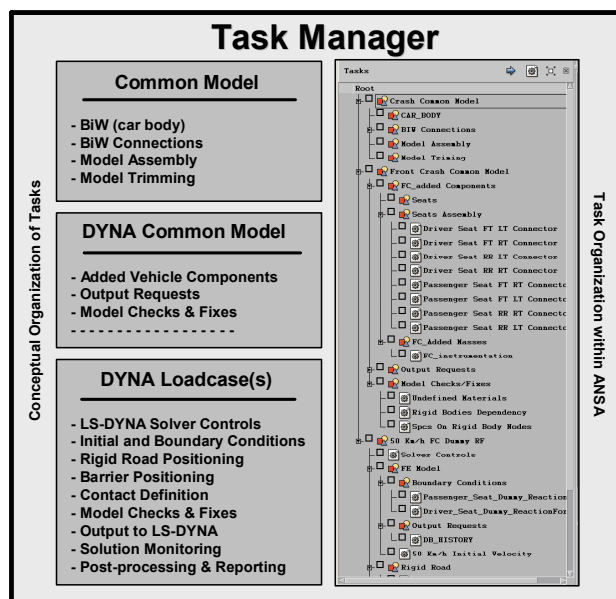 Task Manager
Conceptual Organization of Tasks
Common Model
- BiW (car body)
- BiW Connections
- Model Assembly
- Model Trimming
DYNA Common Model
- Added Vehicle Components
- Output Requests
- Model Checks & Fixes
- - - - - - - - - - - - - - - - - -
DYNA Loadcase(s)
- LS-DYNA Solver Controls
- Initial and Boundary Conditions
- Rigid Road Positioning
- Barrier Positioning
- Contact Definition
- Model Checks & Fixes
- Output to LS-DYNA
- Solution Monitoring
- Post-processing & Reporting
Tasks
Root
Crash Common Model
CAR_BODY
BIW Connections
Model Assembly
Model Triming
Front Crash Common Model
FC_added Components
Seats
Seats Assembly
Driver Seat FT LT Connector
Driver Seat FT RT Connector
Driver Seat RR LT Connector
Driver Seat RR RT Connector
Passenger Seat FT RT Connecto
Passenger Seat FT LT Connecto
Passenger Seat RR RT Connecto
Passenger Seat RR LT Connecto
FC_Added Masses
FC_instrumentation
Output Requests
Model Checks/Fixes
Undefined Materials
Rigid Bodies Dependency
Spcs On Rigid Body Nodes
50 Km/h FC Dummy RF
Solver Controls
FE Model
Boundary Conditions
Passenger_Seat_Dummy_Reaction
Driver_Seat_Dummy_ReactionFor
Output Requests
DB_HISTORY
50 Km/h Initial Velocity
Rigid Road
Task Organization within ANSA